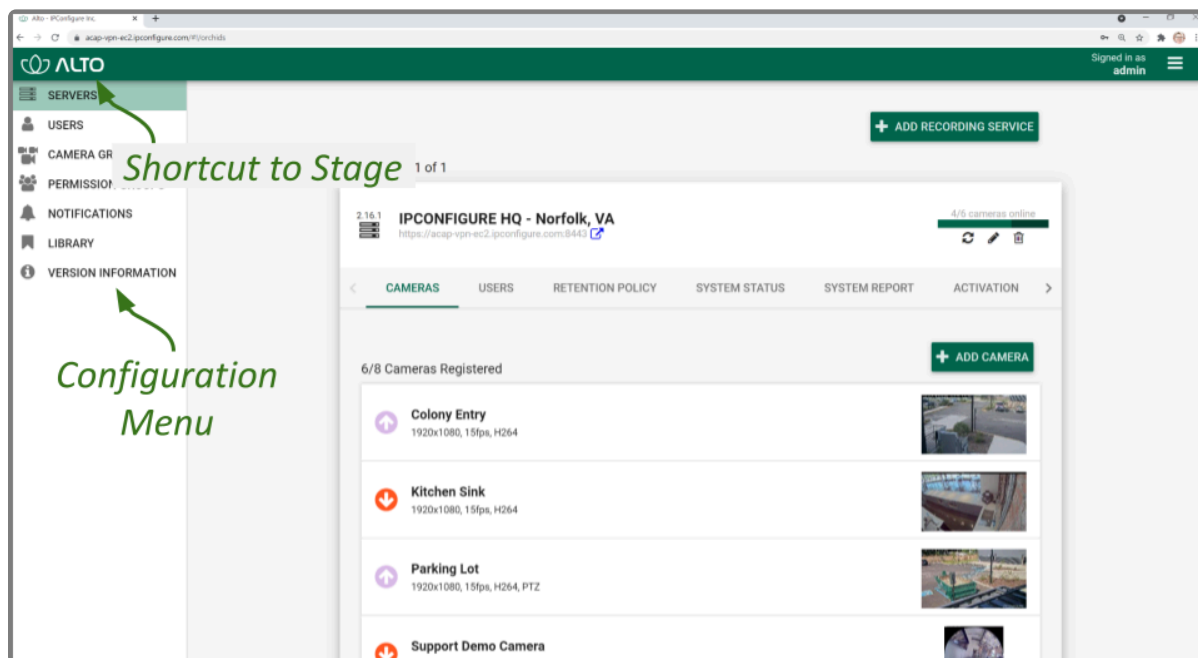 Alto - IPConfigure Inc.
acap-vpn-ec2.ipconfigure.com/#!/orchids
ALTO
Signed in as
admin
SERVERS
USERS
CAMERA GR
PERMISSION
NOTIFICATIONS
LIBRARY
VERSION INFORMATION
Shortcut to Stage
Configuration
Menu
ADD RECORDING SERVICE
1 of 1
2.16.1
IPCONFIGURE HQ - Norfolk, VA
https://acap-vpn-ec2.ipconfigure.com:8443
4/6 cameras online
CAMERAS USERS RETENTION POLICY SYSTEM STATUS SYSTEM REPORT ACTIVATION
6/8 Cameras Registered
ADD CAMERA
Colony Entry
1920x1080, 15fps, H264
Kitchen Sink
1920x1080, 15fps, H264
Parking Lot
1920x1080, 15fps, H264, PTZ
Support Demo Camera